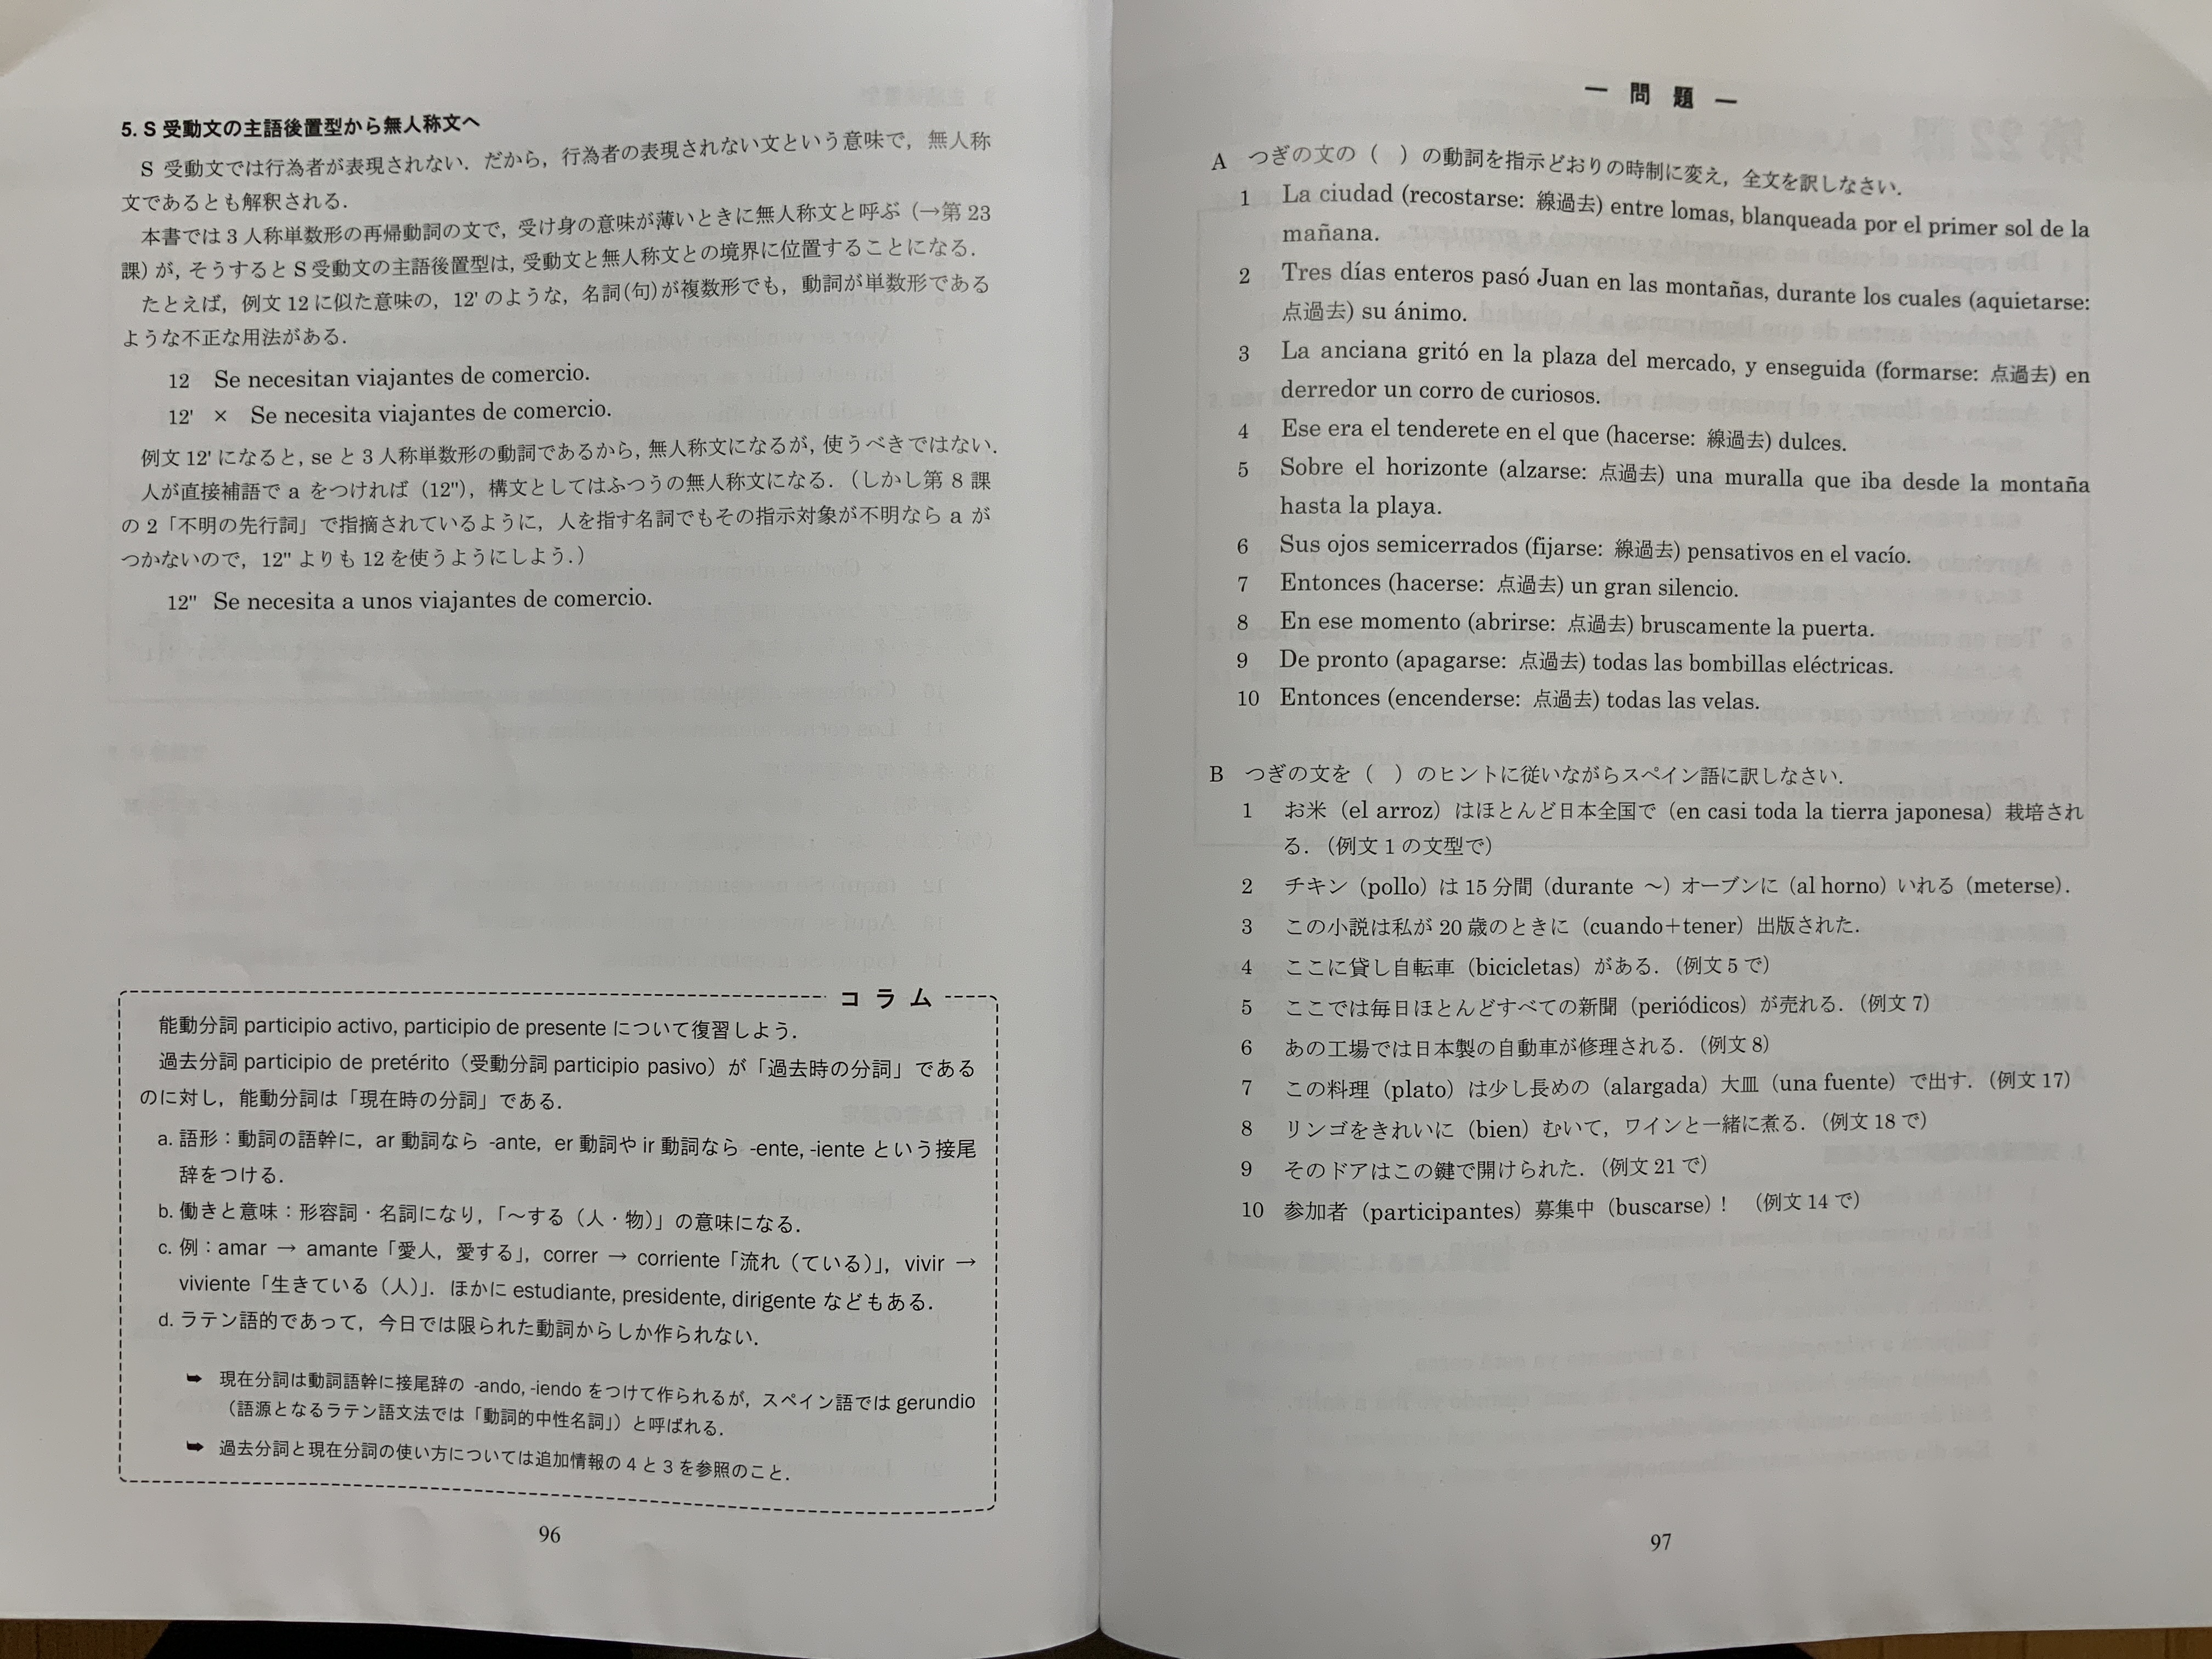 5. S 受動文の主語後置型から無人称文へ
S 受動文では行為者が表現されない．だから，行為者の表現されない文という意味で，無人称
文であるとも解釈される．
本書では 3 人称単数形の再帰動詞の文で，受け身の意味が薄いときに無人称文と呼ぶ（→第 23
課）が，そうすると S 受動文の主語後置型は，受動文と無人称文との境界に位置することになる．
たとえば，例文 12 に似た意味の，12' のような，名詞(句)が複数形でも，動詞が単数形である
ような不正な用法がある．
12 Se necesitan viajantes de comercio.
12' × Se necesita viajantes de comercio.
例文 12' になると，se と 3 人称単数形の動詞であるから，無人称文になるが，使うべきではない．
人が直接補語で a をつければ（12"），構文としてはふつうの無人称文になる．（しかし第 8 課
の 2「不明の先行詞」で指摘されているように，人を指す名詞でもその指示対象が不明なら a が
つかないので，12" よりも 12 を使うようにしよう．）
12" Se necesita a unos viajantes de comercio.
コ ラ ム
能動分詞 participio activo, participio de presente について復習しよう．
過去分詞 participio de pretérito（受動分詞 participio pasivo）が「過去時の分詞」である
のに対し，能動分詞は「現在時の分詞」である．
a. 語形：動詞の語幹に，ar 動詞なら -ante，er 動詞や ir 動詞なら -ente, -iente という接尾
辞をつける．
b. 働きと意味：形容詞・名詞になり，「～する（人・物）」の意味になる．
c. 例：amar → amante「愛人，愛する」，correr → corriente「流れ（ている）」，vivir →
viviente「生きている（人）」．ほかに estudiante, presidente, dirigente などもある．
d. ラテン語的であって，今日では限られた動詞からしか作られない．
➥ 現在分詞は動詞語幹に接尾辞の -ando, -iendo をつけて作られるが，スペイン語では gerundio
（語源となるラテン語文法では「動詞的中性名詞」）と呼ばれる．
➥ 過去分詞と現在分詞の使い方については追加情報の 4 と 3 を参照のこと．
96
― 問 題 ―
A つぎの文の（ ）の動詞を指示どおりの時制に変え，全文を訳しなさい．
1 La ciudad (recostarse: 線過去) entre lomas, blanqueada por el primer sol de la
mañana.
2 Tres días enteros pasó Juan en las montañas, durante los cuales (aquietarse:
点過去) su ánimo.
3 La anciana gritó en la plaza del mercado, y enseguida (formarse: 点過去) en
derredor un corro de curiosos.
4 Ese era el tenderete en el que (hacerse: 線過去) dulces.
5 Sobre el horizonte (alzarse: 点過去) una muralla que iba desde la montaña
hasta la playa.
6 Sus ojos semicerrados (fijarse: 線過去) pensativos en el vacío.
7 Entonces (hacerse: 点過去) un gran silencio.
8 En ese momento (abrirse: 点過去) bruscamente la puerta.
9 De pronto (apagarse: 点過去) todas las bombillas eléctricas.
10 Entonces (encenderse: 点過去) todas las velas.
B つぎの文を（ ）のヒントに従いながらスペイン語に訳しなさい．
1 お米（el arroz）はほとんど日本全国で（en casi toda la tierra japonesa）栽培され
る．（例文 1 の文型で）
2 チキン（pollo）は 15 分間（durante ～）オーブンに（al horno）いれる（meterse）．
3 この小説は私が 20 歳のときに（cuando＋tener）出版された．
4 ここに貸し自転車（bicicletas）がある．（例文 5 で）
5 ここでは毎日ほとんどすべての新聞（periódicos）が売れる．（例文 7）
6 あの工場では日本製の自動車が修理される．（例文 8）
7 この料理（plato）は少し長めの（alargada）大皿（una fuente）で出す．（例文 17）
8 リンゴをきれいに（bien）むいて，ワインと一緒に煮る．（例文 18 で）
9 そのドアはこの鍵で開けられた．（例文 21 で）
10 参加者（participantes）募集中（buscarse）！（例文 14 で）
97